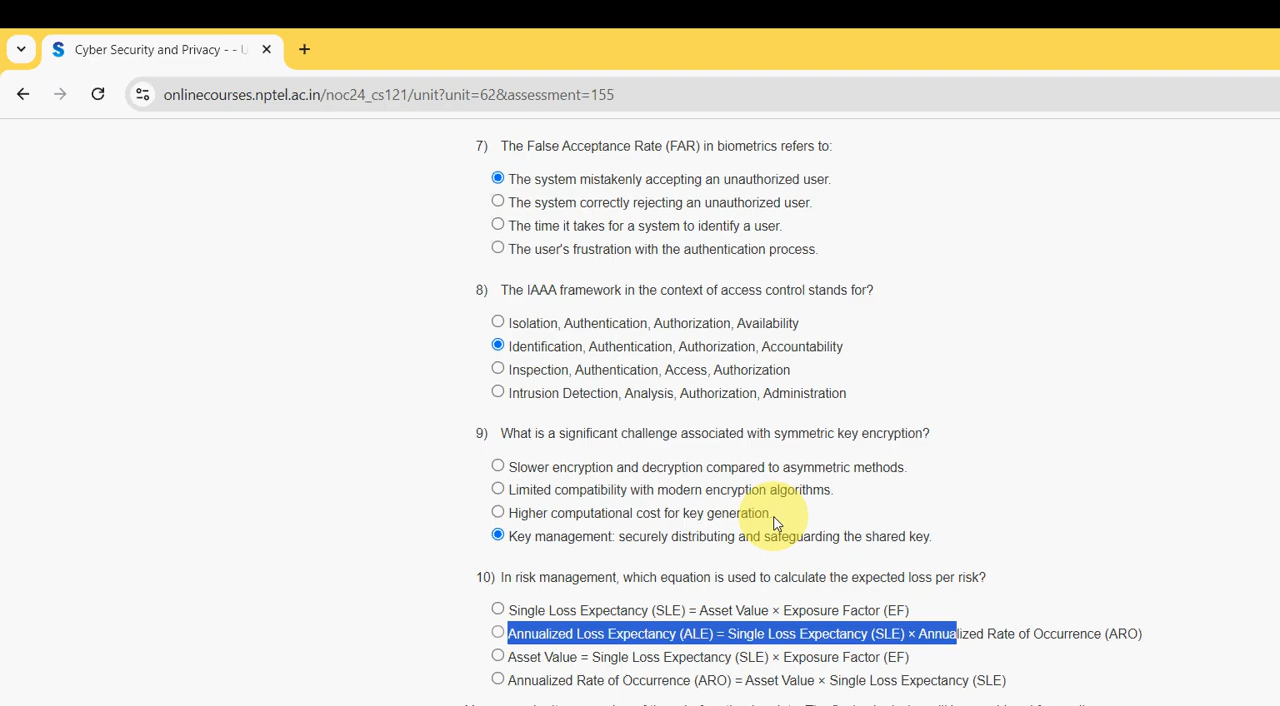 Cyber Security and Privacy - -
onlinecourses.nptel.ac.in/noc24_cs121/unit?unit=62&assessment=155
7) The False Acceptance Rate (FAR) in biometrics refers to:
The system mistakenly accepting an unauthorized user.
The system correctly rejecting an unauthorized user.
The time it takes for a system to identify a user.
The user's frustration with the authentication process.
8) The IAAA framework in the context of access control stands for?
Isolation, Authentication, Authorization, Availability
Identification, Authentication, Authorization, Accountability
Inspection, Authentication, Access, Authorization
Intrusion Detection, Analysis, Authorization, Administration
9) What is a significant challenge associated with symmetric key encryption?
Slower encryption and decryption compared to asymmetric methods.
Limited compatibility with modern encryption algorithms.
Higher computational cost for key generation.
Key management: securely distributing and safeguarding the shared key.
10) In risk management, which equation is used to calculate the expected loss per risk?
Single Loss Expectancy (SLE) = Asset Value × Exposure Factor (EF)
Annualized Loss Expectancy (ALE) = Single Loss Expectancy (SLE) × Annualized Rate of Occurrence (ARO)
Asset Value = Single Loss Expectancy (SLE) × Exposure Factor (EF)
Annualized Rate of Occurrence (ARO) = Asset Value × Single Loss Expectancy (SLE)